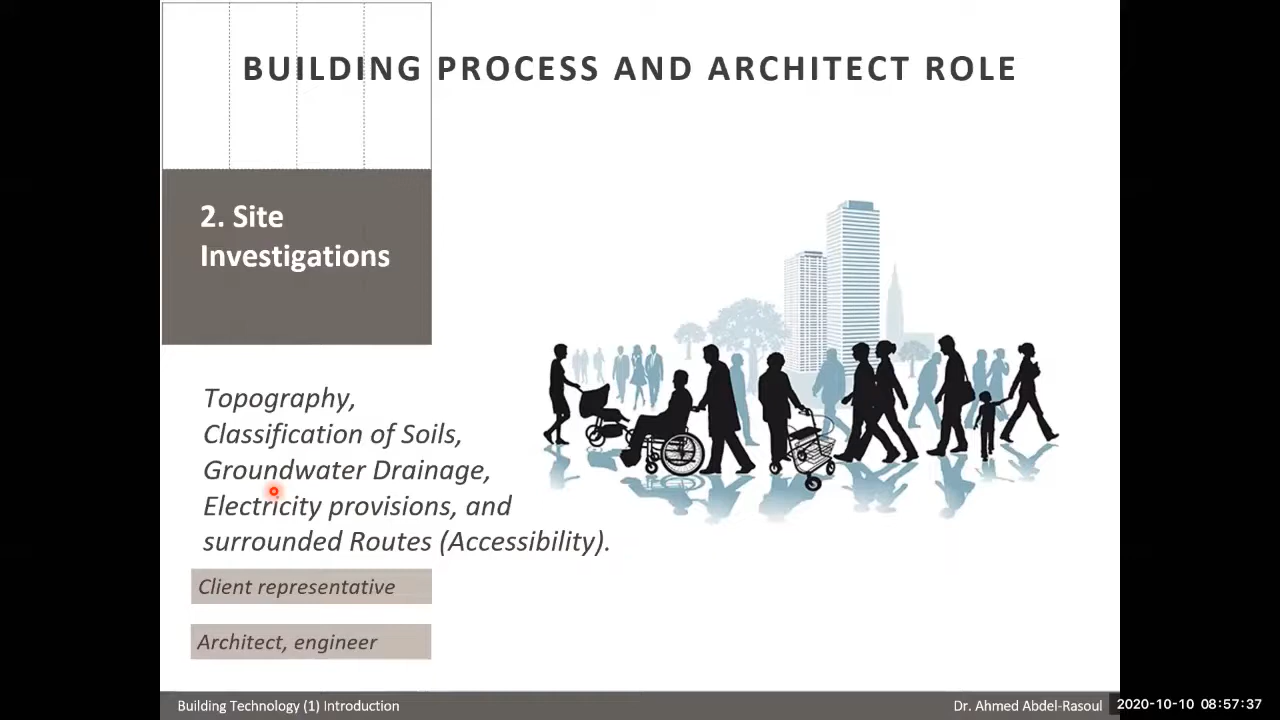 BUILDING PROCESS AND ARCHITECT ROLE
2. Site
Investigations
Topography,
Classification of Soils,
Groundwater Drainage,
Electricity provisions, and
surrounded Routes (Accessibility).
Client representative
Architect, engineer
Building Technology (1) Introduction
Dr. Ahmed Abdel-Rasoul
2020-10-10 08:57:37